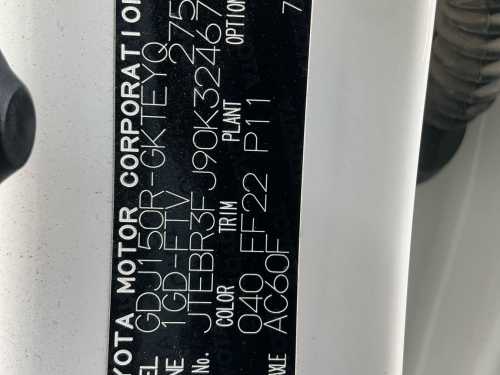 YOTA MOTOR CORPORATION
EL GDJ150R-GKTEYQ
NE 1GD-FTV 275
No. JTEBR3FJ90K32467
COLOR TRIM PLANT OPTION
040 FF22 P11 7
AXLE AC60F